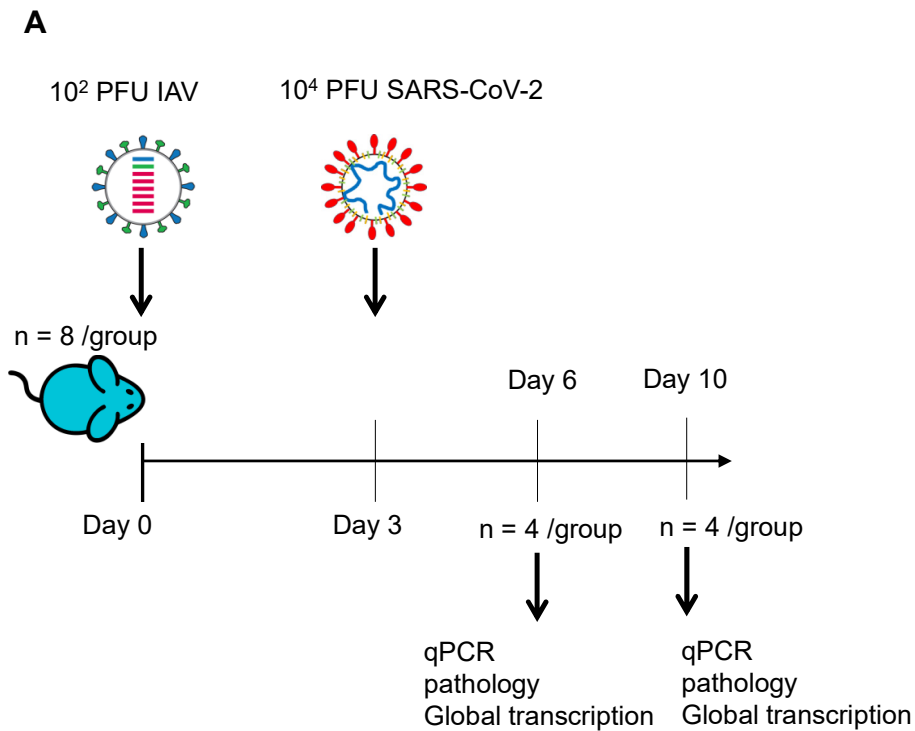 A
10² PFU IAV
10⁴ PFU SARS-CoV-2
n = 8 /group
Day 6
Day 10
Day 0
Day 3
n = 4 /group
n = 4 /group
qPCR
pathology
Global transcription
qPCR
pathology
Global transcription